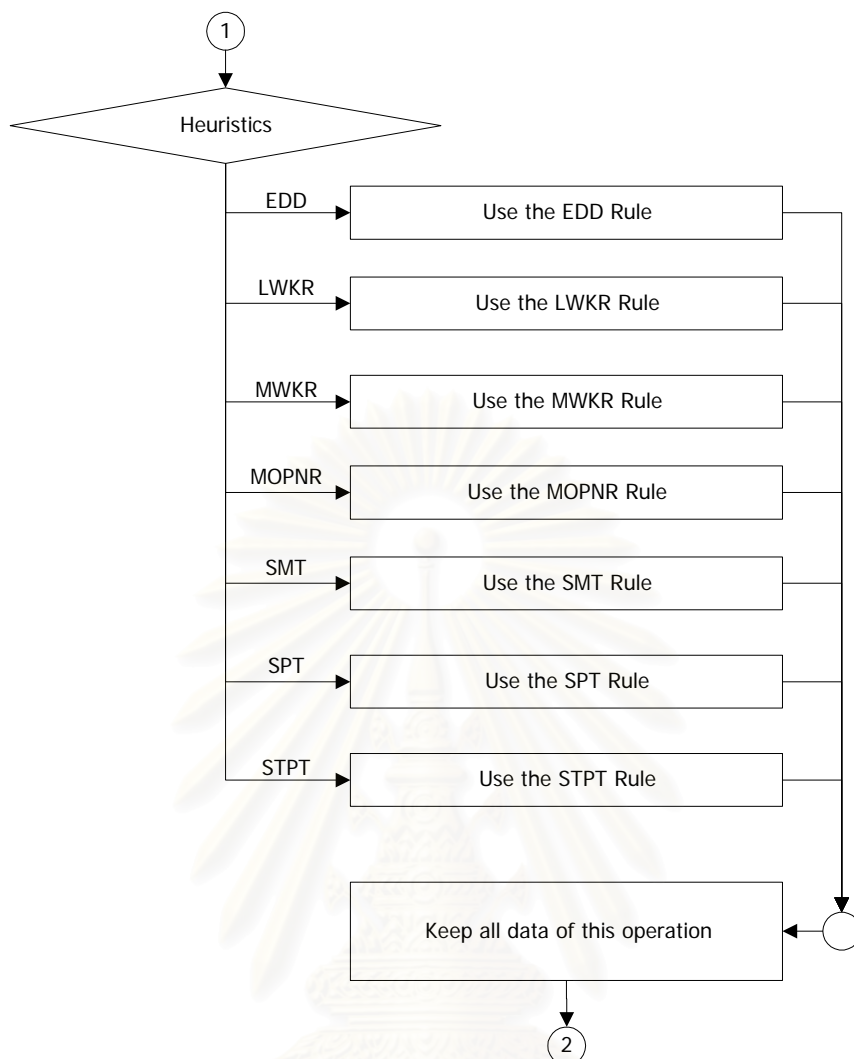 1
Heuristics
EDD
Use the EDD Rule
LWKR
Use the LWKR Rule
MWKR
Use the MWKR Rule
MOPNR
Use the MOPNR Rule
SMT
Use the SMT Rule
SPT
Use the SPT Rule
STPT
Use the STPT Rule
Keep all data of this operation
2